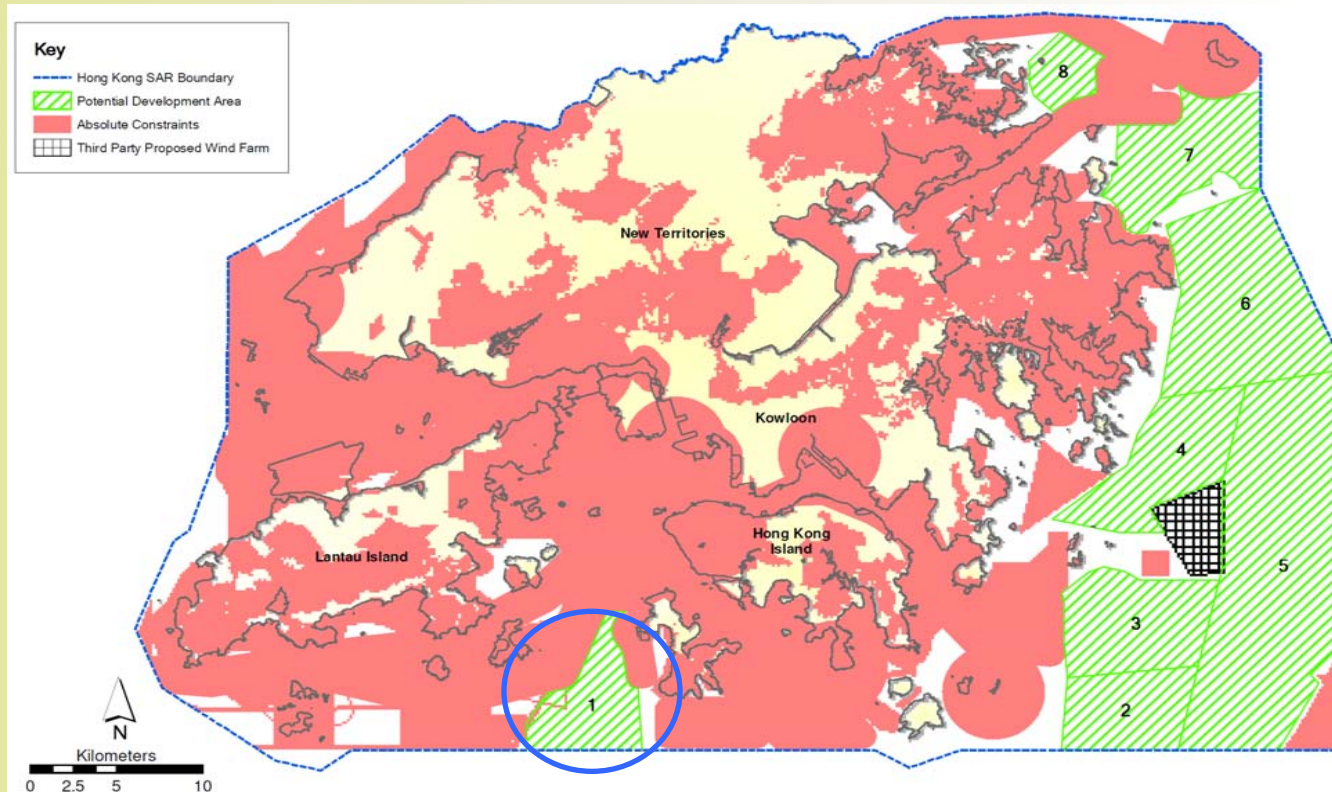 Key
Hong Kong SAR Boundary
Potential Development Area
Absolute Constraints
Third Party Proposed Wind Farm
8
7
New Territories
6
Kowloon
4
Hong Kong
Island
Lantau Island
5
3
1
2
N
Kilometers
0 2.5 5 10